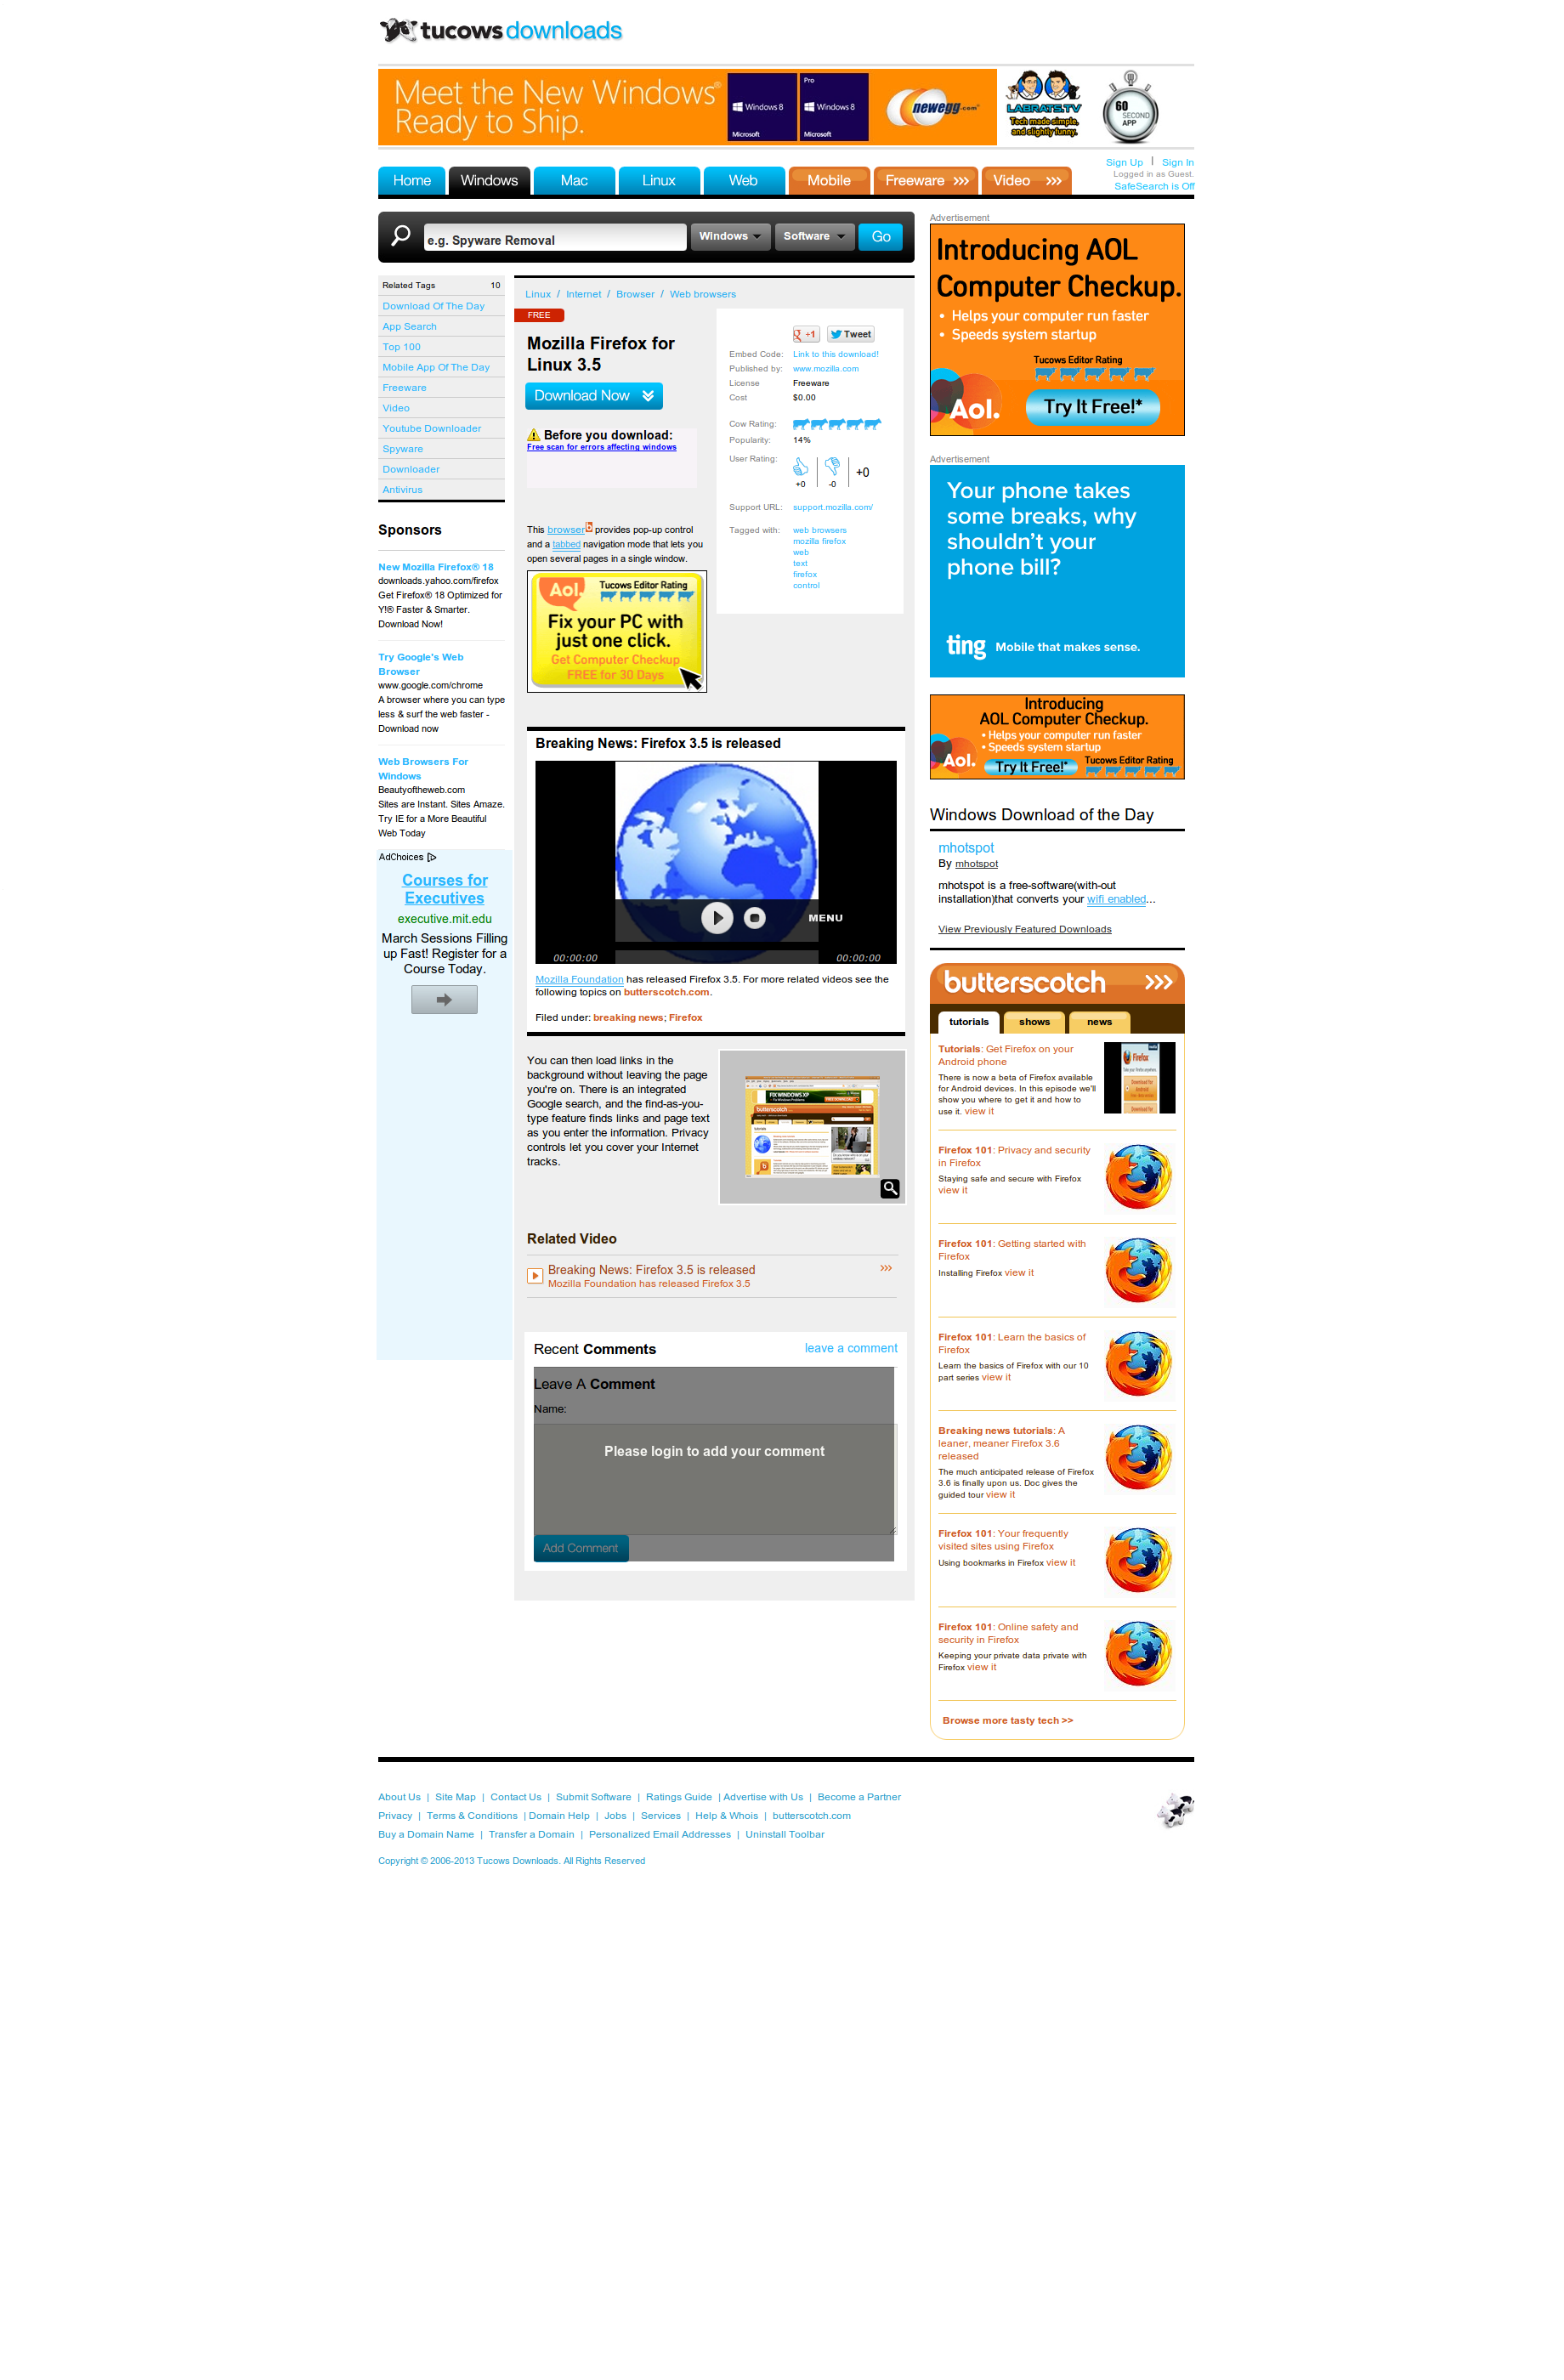 tucows downloads
Meet the New Windows®
Ready to Ship.
Windows 8
Microsoft
Pro
Windows 8
Microsoft
newegg.com
LABRATS.TV
Tech made simple,
and slightly funny.
60
SECOND
APP
Sign Up | Sign In
Logged in as Guest.
SafeSearch is Off
Home
Windows
Mac
Linux
Web
Mobile
Freeware
Video
e.g. Spyware Removal
Windows
Software
Go
Related Tags 10
Download Of The Day
App Search
Top 100
Mobile App Of The Day
Freeware
Video
Youtube Downloader
Spyware
Downloader
Antivirus
Sponsors
New Mozilla Firefox® 18
downloads.yahoo.com/firefox
Get Firefox® 18 Optimized for
Y!® Faster & Smarter.
Download Now!
Try Google's Web
Browser
www.google.com/chrome
A browser where you can type
less & surf the web faster -
Download now
Web Browsers For
Windows
Beautyoftheweb.com
Sites are Instant. Sites Amaze.
Try IE for a More Beautiful
Web Today
AdChoices
Courses for
Executives
executive.mit.edu
March Sessions Filling
up Fast! Register for a
Course Today.
Linux / Internet / Browser / Web browsers
FREE
Mozilla Firefox for
Linux 3.5
Download Now
Before you download:
Free scan for errors affecting windows
This browser provides pop-up control
and a tabbed navigation mode that lets you
open several pages in a single window.
Aol.
Tucows Editor Rating
Fix your PC with
just one click.
Get Computer Checkup
FREE for 30 Days
+1
Tweet
Embed Code: Link to this download!
Published by: www.mozilla.com
License Freeware
Cost $0.00
Cow Rating:
Popularity: 14%
User Rating:
+0
-0
+0
Support URL: support.mozilla.com/
Tagged with: web browsers
mozilla firefox
web
text
firefox
control
Breaking News: Firefox 3.5 is released
MENU
00:00:00 00:00:00
Mozilla Foundation has released Firefox 3.5. For more related videos see the
following topics on butterscotch.com.
Filed under: breaking news; Firefox
You can then load links in the
background without leaving the page
you're on. There is an integrated
Google search, and the find-as-you-
type feature finds links and page text
as you enter the information. Privacy
controls let you cover your Internet
tracks.
FIX WINDOWS XP
butterscotch
Related Video
Breaking News: Firefox 3.5 is released
Mozilla Foundation has released Firefox 3.5
Recent Comments
leave a comment
Leave A Comment
Name:
Please login to add your comment
Add Comment
Advertisement
Introducing AOL
Computer Checkup.
• Helps your computer run faster
• Speeds system startup
Tucows Editor Rating
Aol.
Try It Free!*
Advertisement
Your phone takes
some breaks, why
shouldn't your
phone bill?
ting Mobile that makes sense.
Introducing
AOL Computer Checkup.
• Helps your computer run faster
• Speeds system startup
Aol.
Try It Free!*
Tucows Editor Rating
Windows Download of the Day
mhotspot
By mhotspot
mhotspot is a free-software(with-out
installation)that converts your wifi enabled...
View Previously Featured Downloads
butterscotch
tutorials
shows
news
Tutorials: Get Firefox on your
Android phone
There is now a beta of Firefox available
for Android devices. In this episode we'll
show you where to get it and how to
use it. view it
Firefox
Firefox 101: Privacy and security
in Firefox
Staying safe and secure with Firefox
view it
Firefox 101: Getting started with
Firefox
Installing Firefox view it
Firefox 101: Learn the basics of
Firefox
Learn the basics of Firefox with our 10
part series view it
Breaking news tutorials: A
leaner, meaner Firefox 3.6
released
The much anticipated release of Firefox
3.6 is finally upon us. Doc gives the
guided tour view it
Firefox 101: Your frequently
visited sites using Firefox
Using bookmarks in Firefox view it
Firefox 101: Online safety and
security in Firefox
Keeping your private data private with
Firefox view it
Browse more tasty tech >>
About Us | Site Map | Contact Us | Submit Software | Ratings Guide | Advertise with Us | Become a Partner
Privacy | Terms & Conditions | Domain Help | Jobs | Services | Help & Whois | butterscotch.com
Buy a Domain Name | Transfer a Domain | Personalized Email Addresses | Uninstall Toolbar
Copyright © 2006-2013 Tucows Downloads. All Rights Reserved